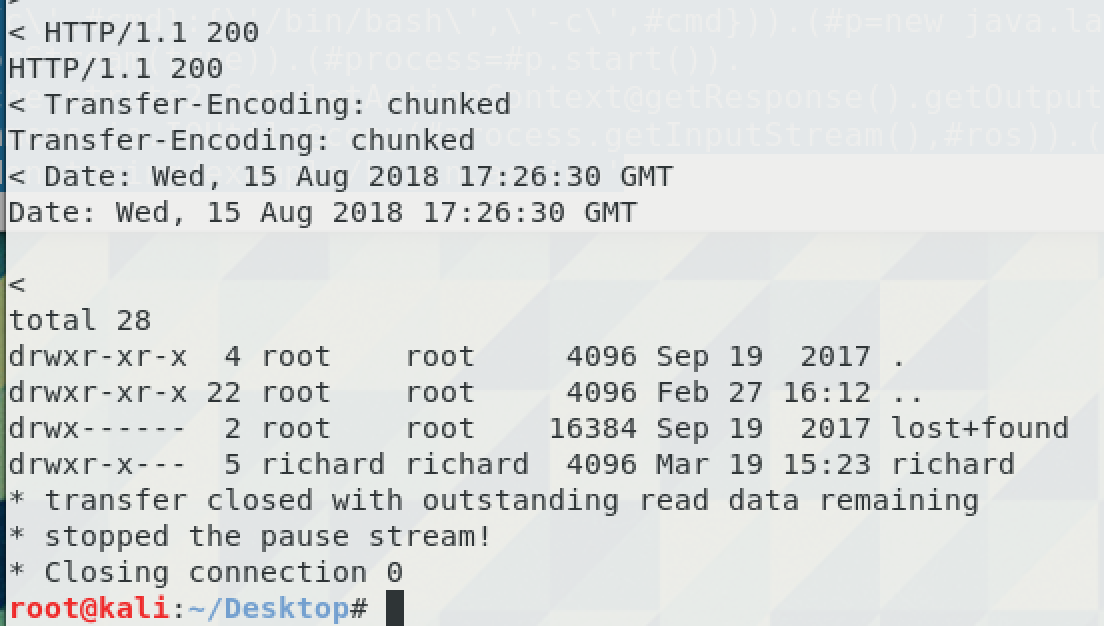 < HTTP/1.1 200
HTTP/1.1 200
< Transfer-Encoding: chunked
Transfer-Encoding: chunked
< Date: Wed, 15 Aug 2018 17:26:30 GMT
Date: Wed, 15 Aug 2018 17:26:30 GMT
<
total 28
drwxr-xr-x  4 root    root     4096 Sep 19  2017 .
drwxr-xr-x 22 root    root     4096 Feb 27 16:12 ..
drwx------  2 root    root    16384 Sep 19  2017 lost+found
drwxr-x---  5 richard richard  4096 Mar 19 15:23 richard
* transfer closed with outstanding read data remaining
* stopped the pause stream!
* Closing connection 0
root@kali:~/Desktop#